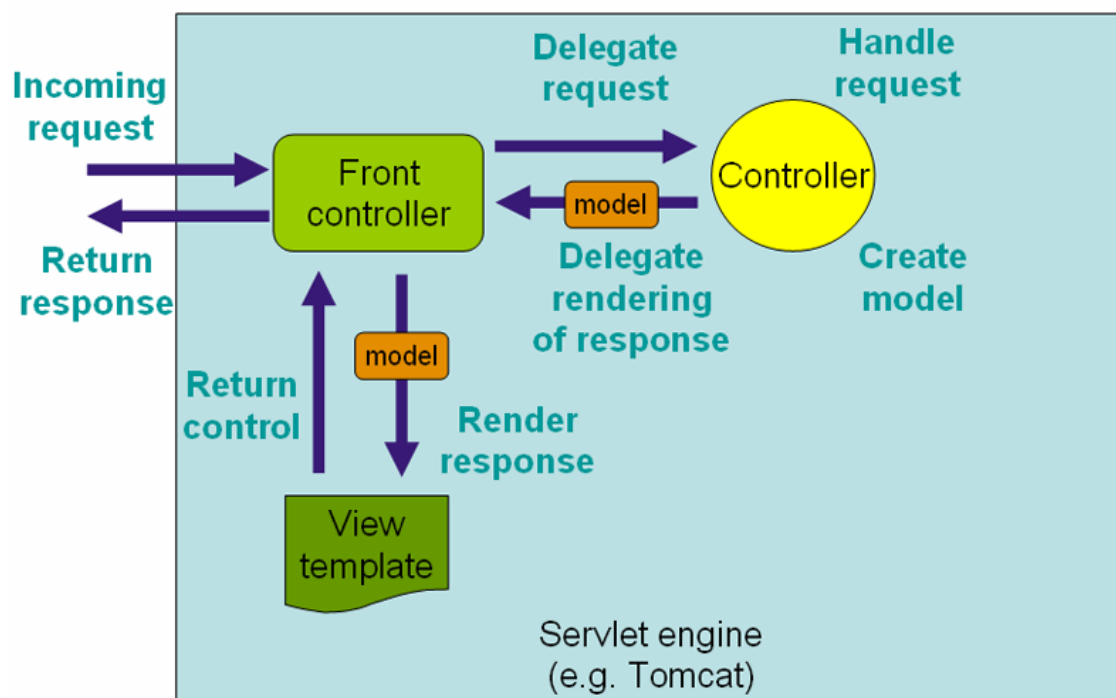 Incoming
request
Delegate
request
Handle
request
Front
controller
Controller
model
Return
response
Delegate
rendering
of response
Create
model
model
Return
control
Render
response
View
template
Servlet engine
(e.g. Tomcat)